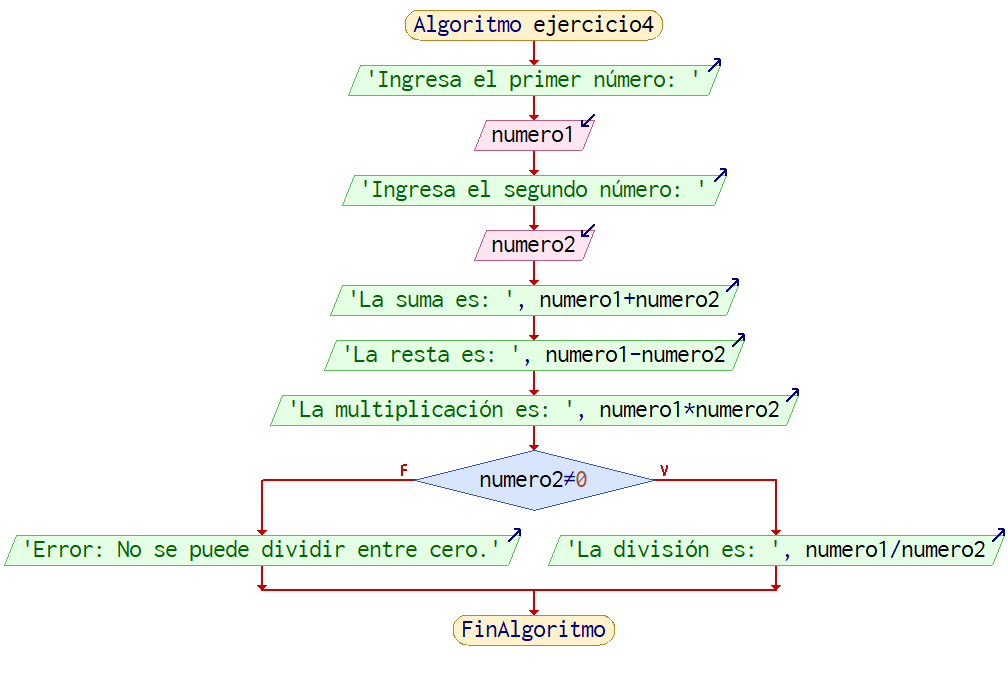 Algoritmo ejercicio4
'Ingresa el primer número: '
numero1
'Ingresa el segundo número: '
numero2
'La suma es: ', numero1+numero2
'La resta es: ', numero1-numero2
'La multiplicación es: ', numero1*numero2
F
numero2≠0
V
'Error: No se puede dividir entre cero.'
'La división es: ', numero1/numero2
FinAlgoritmo